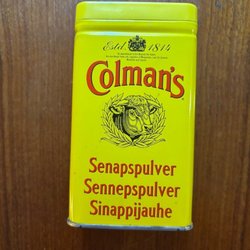 Estd 1814
Colman's
Senapspulver
Sennepspulver
Sinappijauhe